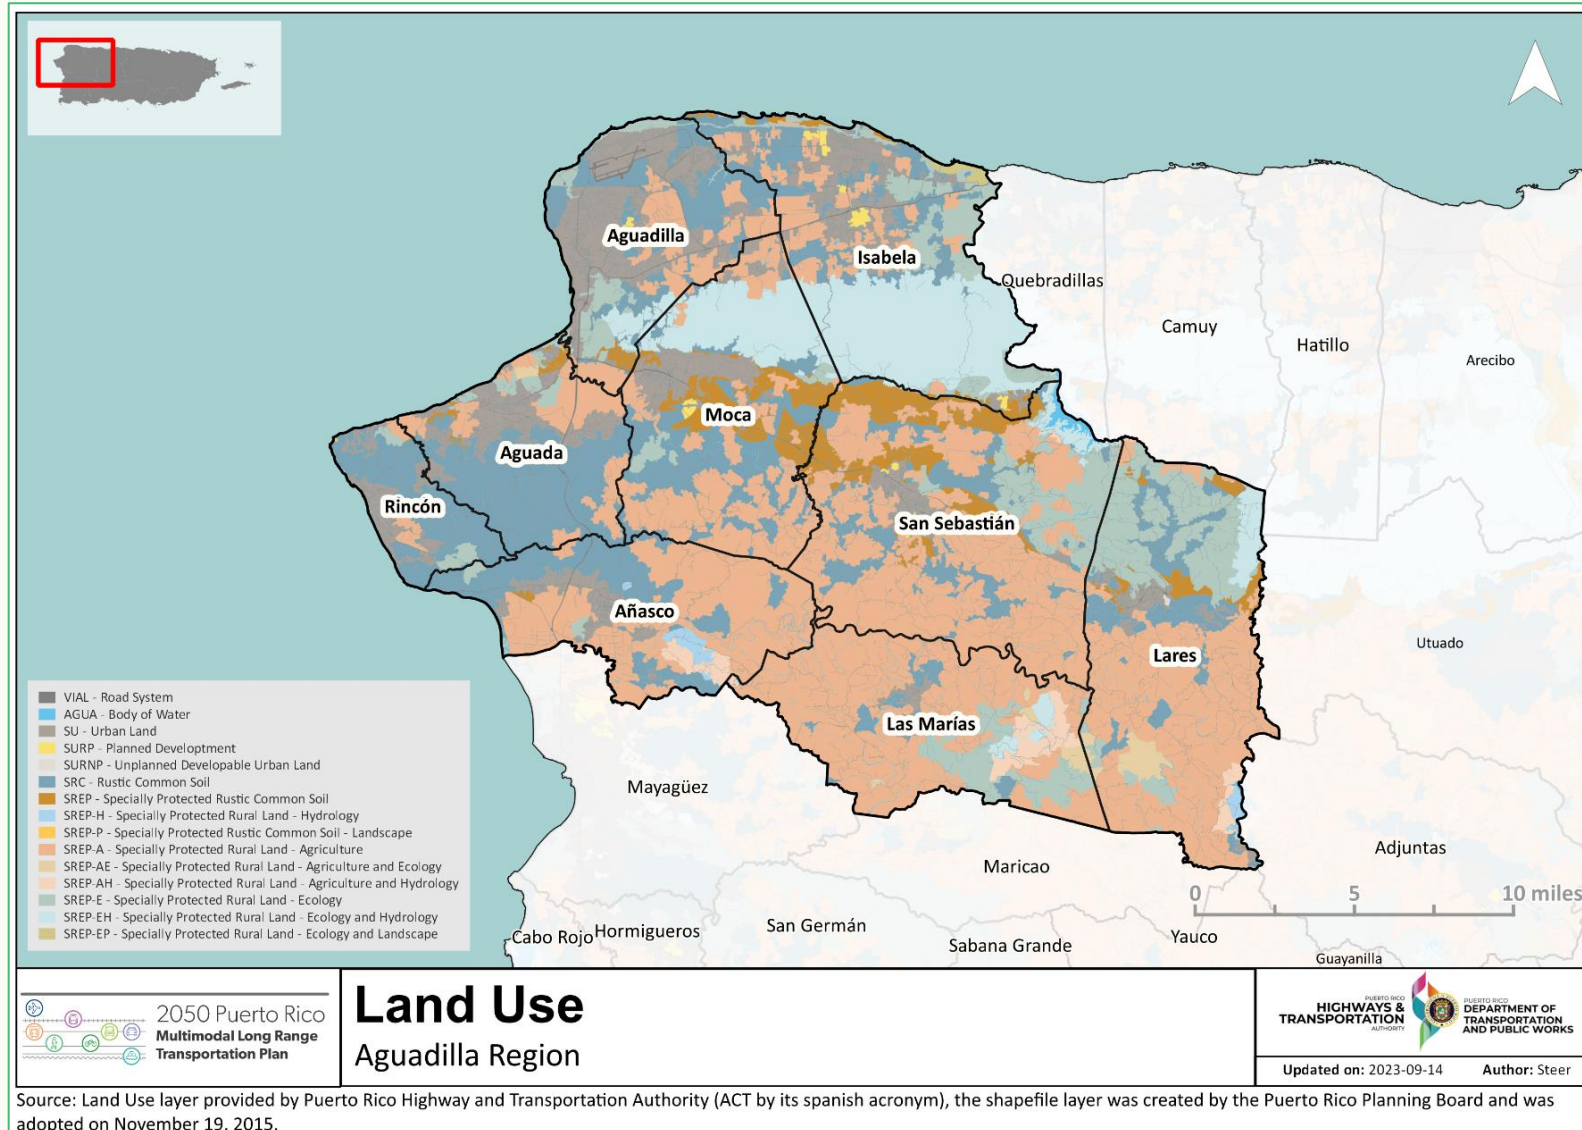 Aguadilla
Isabela
Quebradillas
Camuy
Hatillo
Arecibo
Moca
Aguada
Rincón
San Sebastián
Añasco
Lares
Utuado
Las Marías
Mayagüez
Maricao
Adjuntas
San Germán
Cabo Rojo
Hormigueros
Sabana Grande
Yauco
Guayanilla
0 5 10 miles
VIAL - Road System
AGUA - Body of Water
SU - Urban Land
SURP - Planned Developtment
SURNP - Unplanned Developable Urban Land
SRC - Rustic Common Soil
SREP - Specially Protected Rustic Common Soil
SREP-H - Specially Protected Rural Land - Hydrology
SREP-P - Specially Protected Rustic Common Soil - Landscape
SREP-A - Specially Protected Rural Land - Agriculture
SREP-AE - Specially Protected Rural Land - Agriculture and Ecology
SREP-AH - Specially Protected Rural Land - Agriculture and Hydrology
SREP-E - Specially Protected Rural Land - Ecology
SREP-EH - Specially Protected Rural Land - Ecology and Hydrology
SREP-EP - Specially Protected Rural Land - Ecology and Landscape
2050 Puerto Rico
Multimodal Long Range
Transportation Plan
Land Use
Aguadilla Region
PUERTO RICO
HIGHWAYS &
TRANSPORTATION
AUTHORITY
PUERTO RICO
DEPARTMENT OF
TRANSPORTATION
AND PUBLIC WORKS
Updated on: 2023-09-14 Author: Steer
Source: Land Use layer provided by Puerto Rico Highway and Transportation Authority (ACT by its spanish acronym), the shapefile layer was created by the Puerto Rico Planning Board and was
adopted on November 19, 2015.